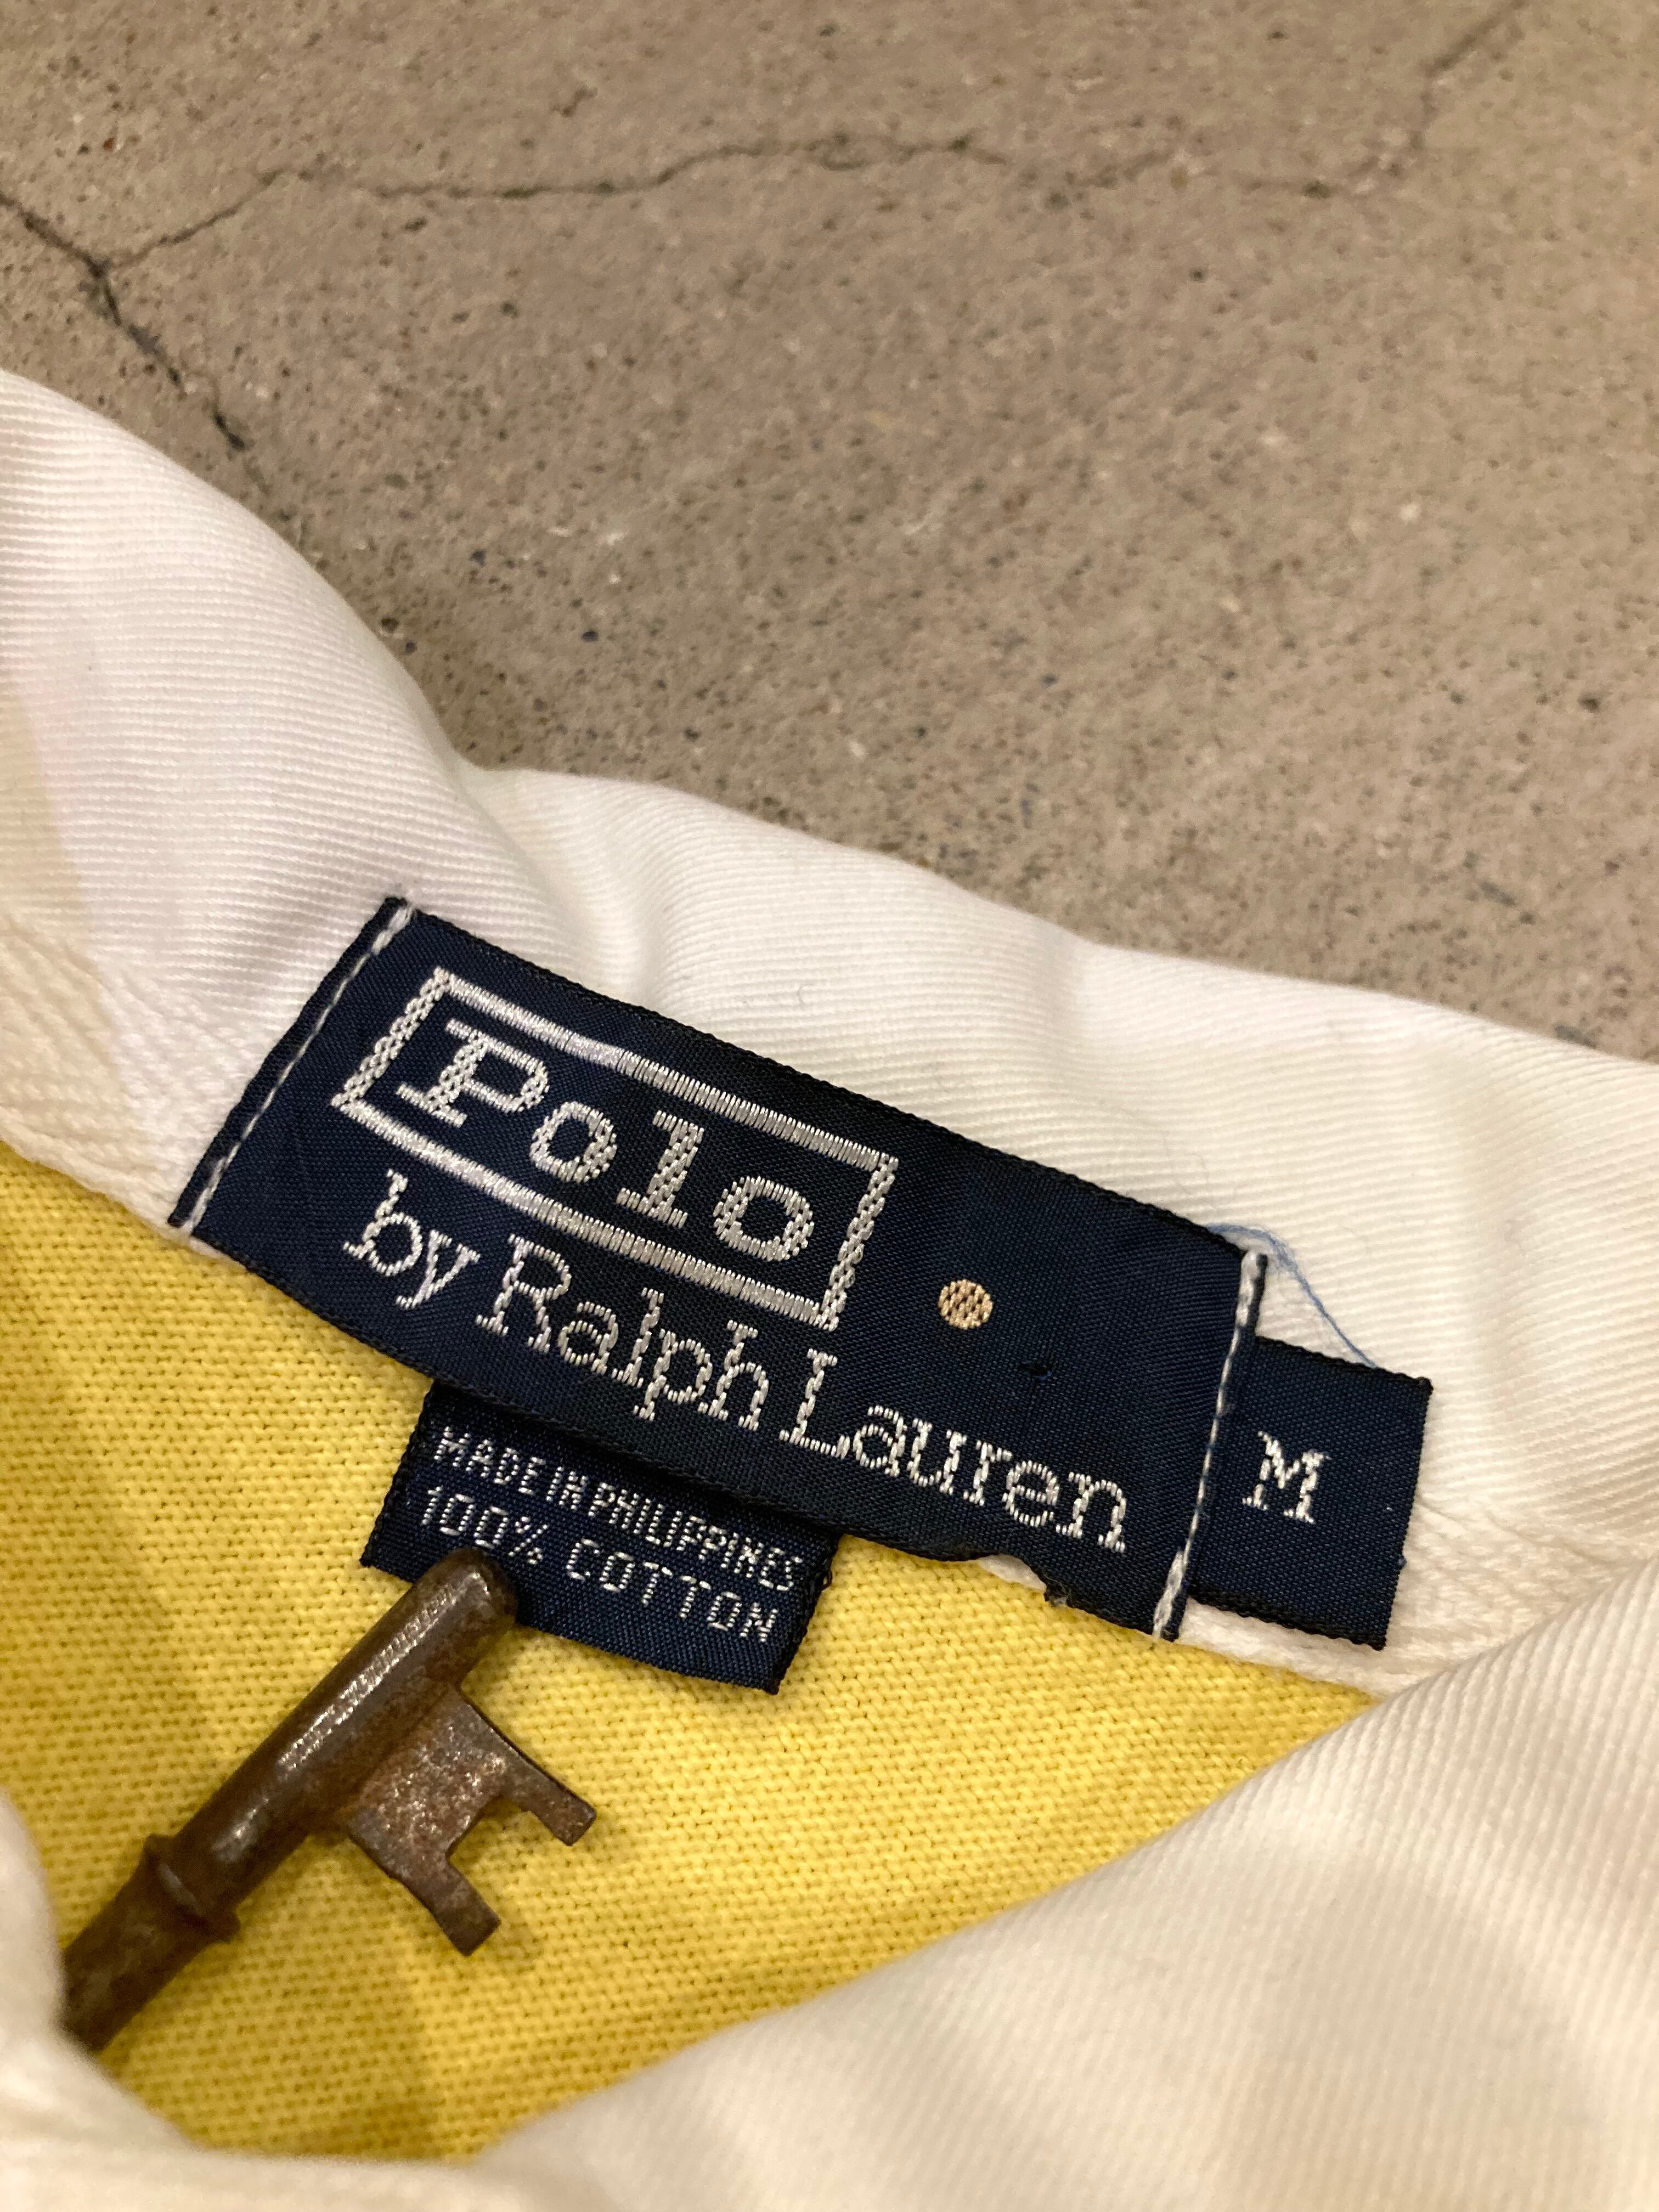 Polo
by Ralph Lauren
M
MADE IN PHILIPPINES
100% COTTON